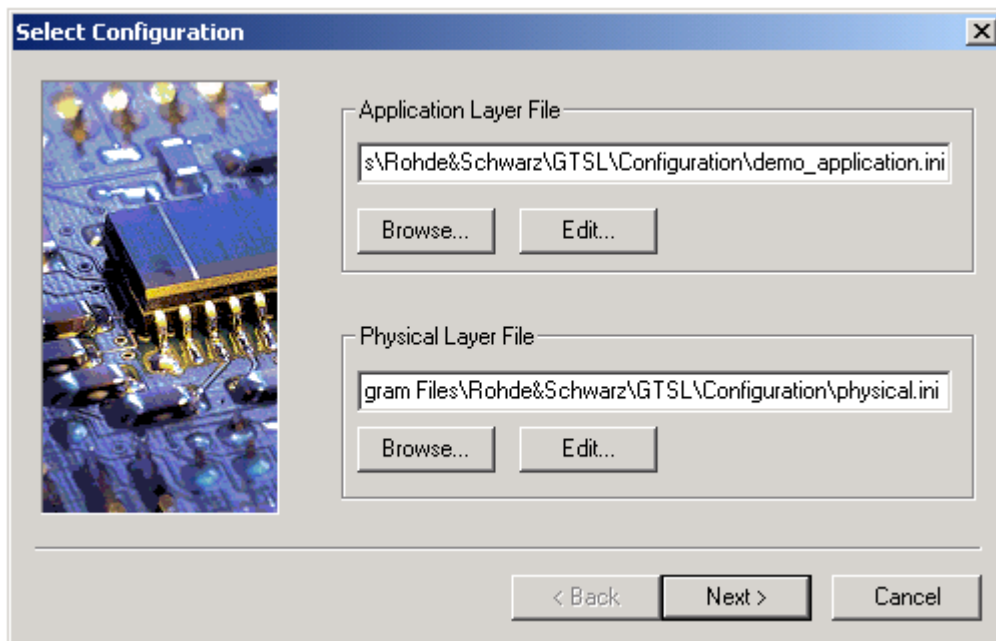 Select Configuration
Application Layer File
s\Rohde&Schwarz\GTSL\Configuration\demo_application.ini
Browse...
Edit...
Physical Layer File
gram Files\Rohde&Schwarz\GTSL\Configuration\physical.ini
Browse...
Edit...
< Back
Next >
Cancel